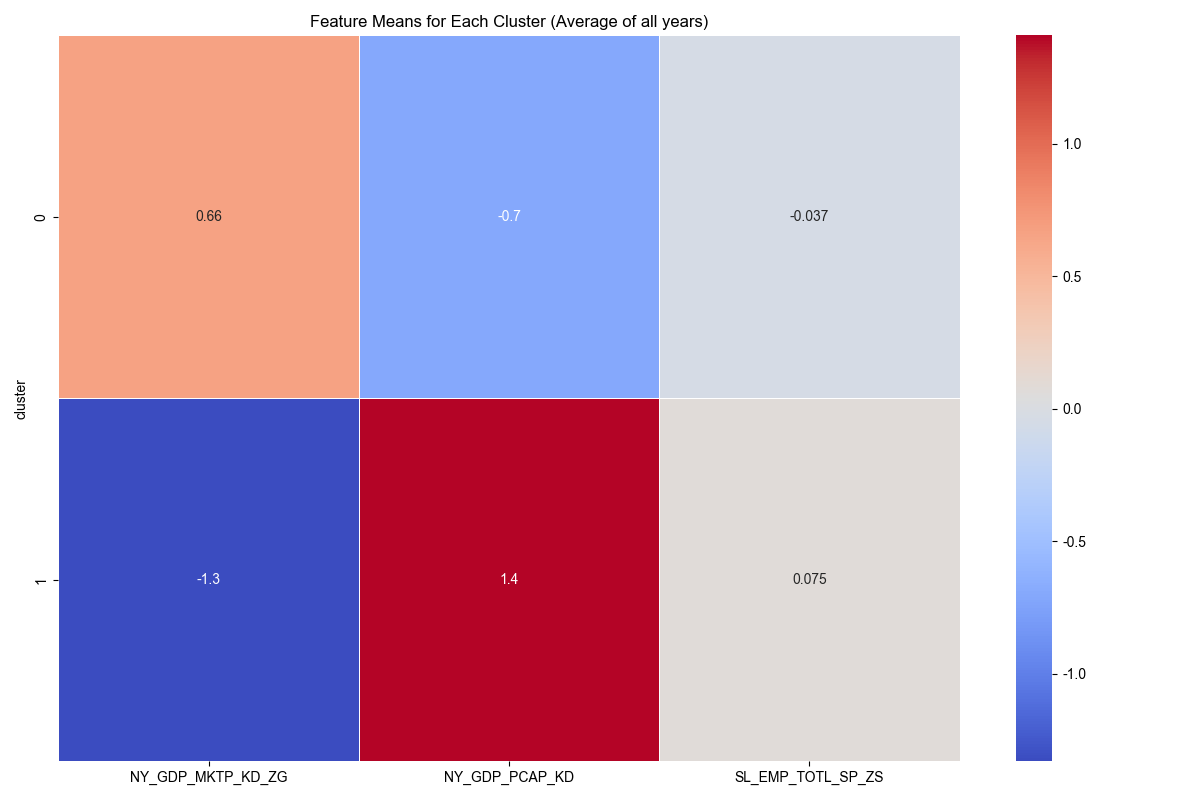 Feature Means for Each Cluster (Average of all years)
0.66 -0.7 -0.037
-1.3 1.4 0.075
cluster
0
1
NY_GDP_MKTP_KD_ZG NY_GDP_PCAP_KD SL_EMP_TOTL_SP_ZS
1.0
0.5
0.0
-0.5
-1.0